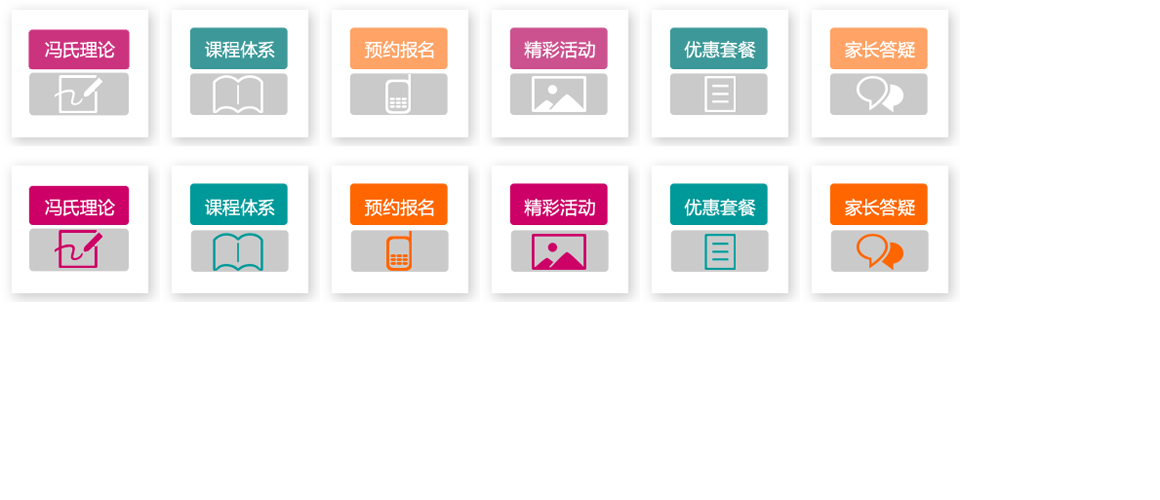 冯氏理论
课程体系
预约报名
精彩活动
优惠套餐
家长答疑
冯氏理论
课程体系
预约报名
精彩活动
优惠套餐
家长答疑